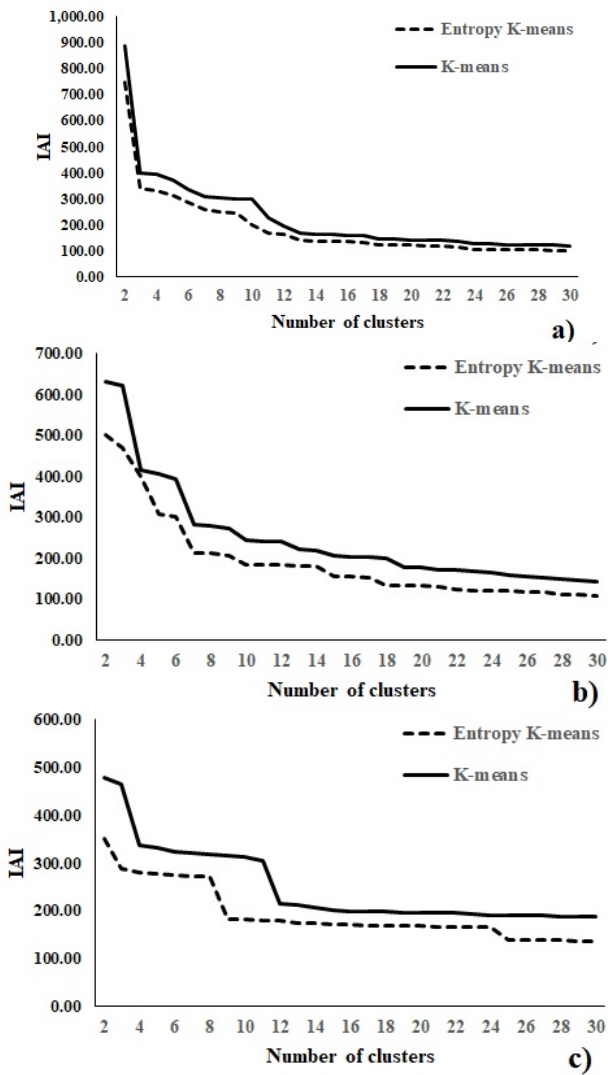 1,000.00
900.00
800.00
700.00
600.00
500.00
400.00
300.00
200.00
100.00
0.00
IAI
Entropy K-means
K-means
2 4 6 8 10 12 14 16 18 20 22 24 26 28 30
Number of clusters
a)
700.00
600.00
500.00
400.00
300.00
200.00
100.00
0.00
IAI
Entropy K-means
K-means
2 4 6 8 10 12 14 16 18 20 22 24 26 28 30
Number of clusters
b)
600.00
500.00
400.00
300.00
200.00
100.00
0.00
IAI
Entropy K-means
K-means
2 4 6 8 10 12 14 16 18 20 22 24 26 28 30
Number of clusters
c)